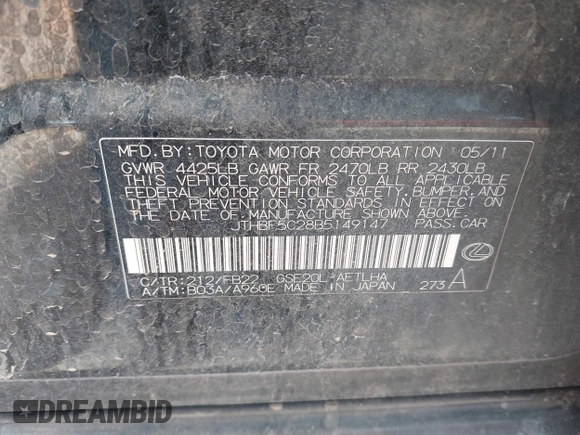 MFD.BY:TOYOTA MOTOR CORPORATION 05/11
GVWR 4425LB GAWR FR 2470LB RR 2430LB
THIS VEHICLE CONFORMS TO ALL APPLICABLE
FEDERAL MOTOR VEHICLE SAFETY, BUMPER, AND
THEFT PREVENTION STANDARDS IN EFFECT ON
THE DATE OF MANUFACTURE SHOWN ABOVE.
JTHBF5C28B5149147 PASS.CAR
C/TR:212/FB22 GSE20L-AETLHA
A/TM:B03A/A960E MADE IN JAPAN 273 A
DREAMBID